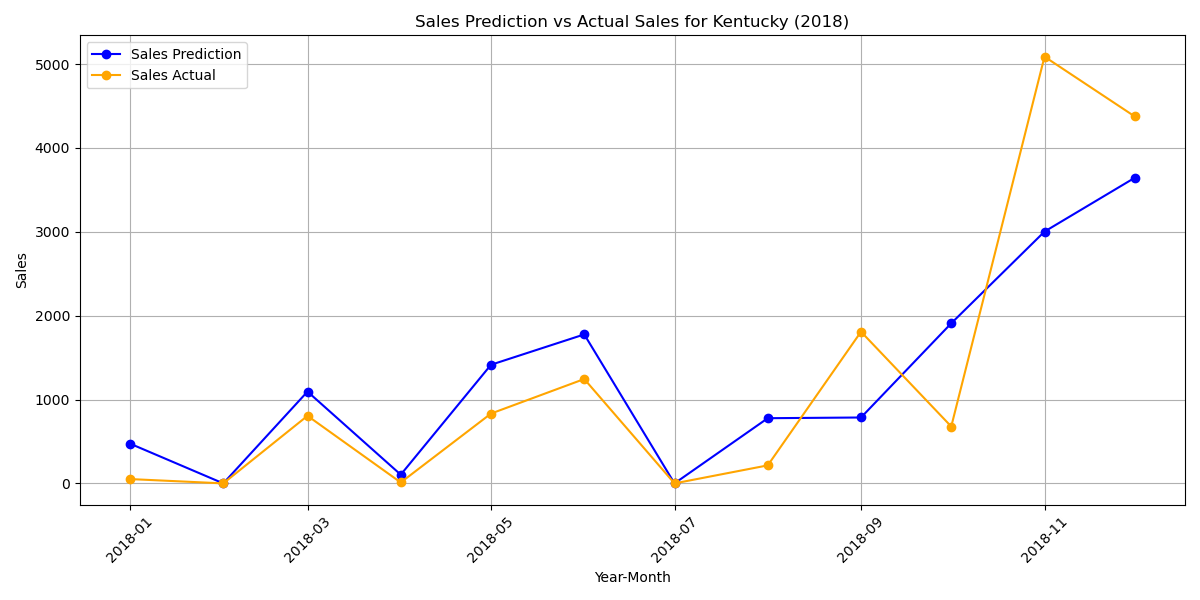 Sales Prediction vs Actual Sales for Kentucky (2018)
Sales Prediction
Sales Actual
5000
4000
3000
2000
1000
0
Sales
2018-01
2018-03
2018-05
2018-07
2018-09
2018-11
Year-Month